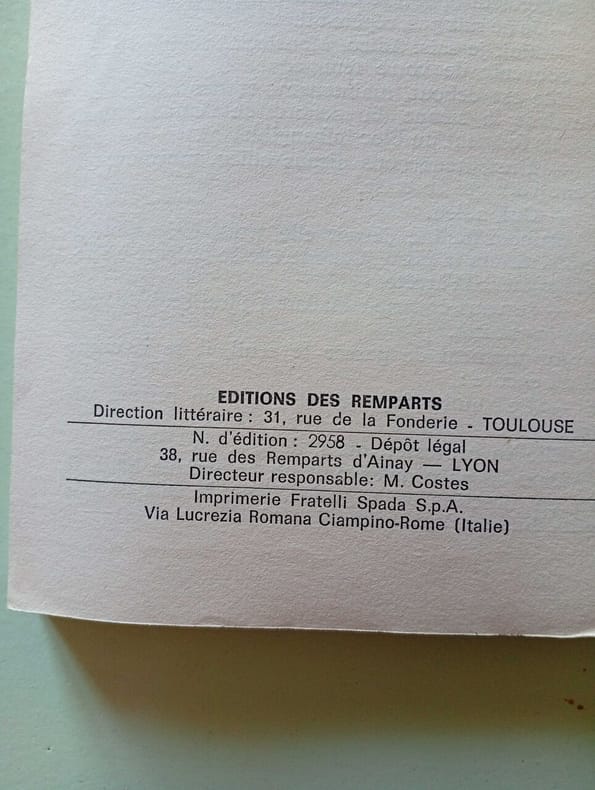 EDITIONS DES REMPARTS
Direction littéraire : 31, rue de la Fonderie - TOULOUSE
N. d'édition : 2958 - Dépôt légal
38, rue des Remparts d'Ainay — LYON
Directeur responsable: M. Costes
Imprimerie Fratelli Spada S.p.A.
Via Lucrezia Romana Ciampino-Rome (Italie)